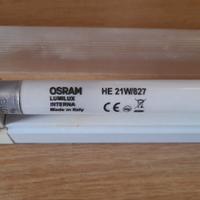 OSRAM
LUMILUX
INTERNA
Made in Italy
HE 21W/827
CE